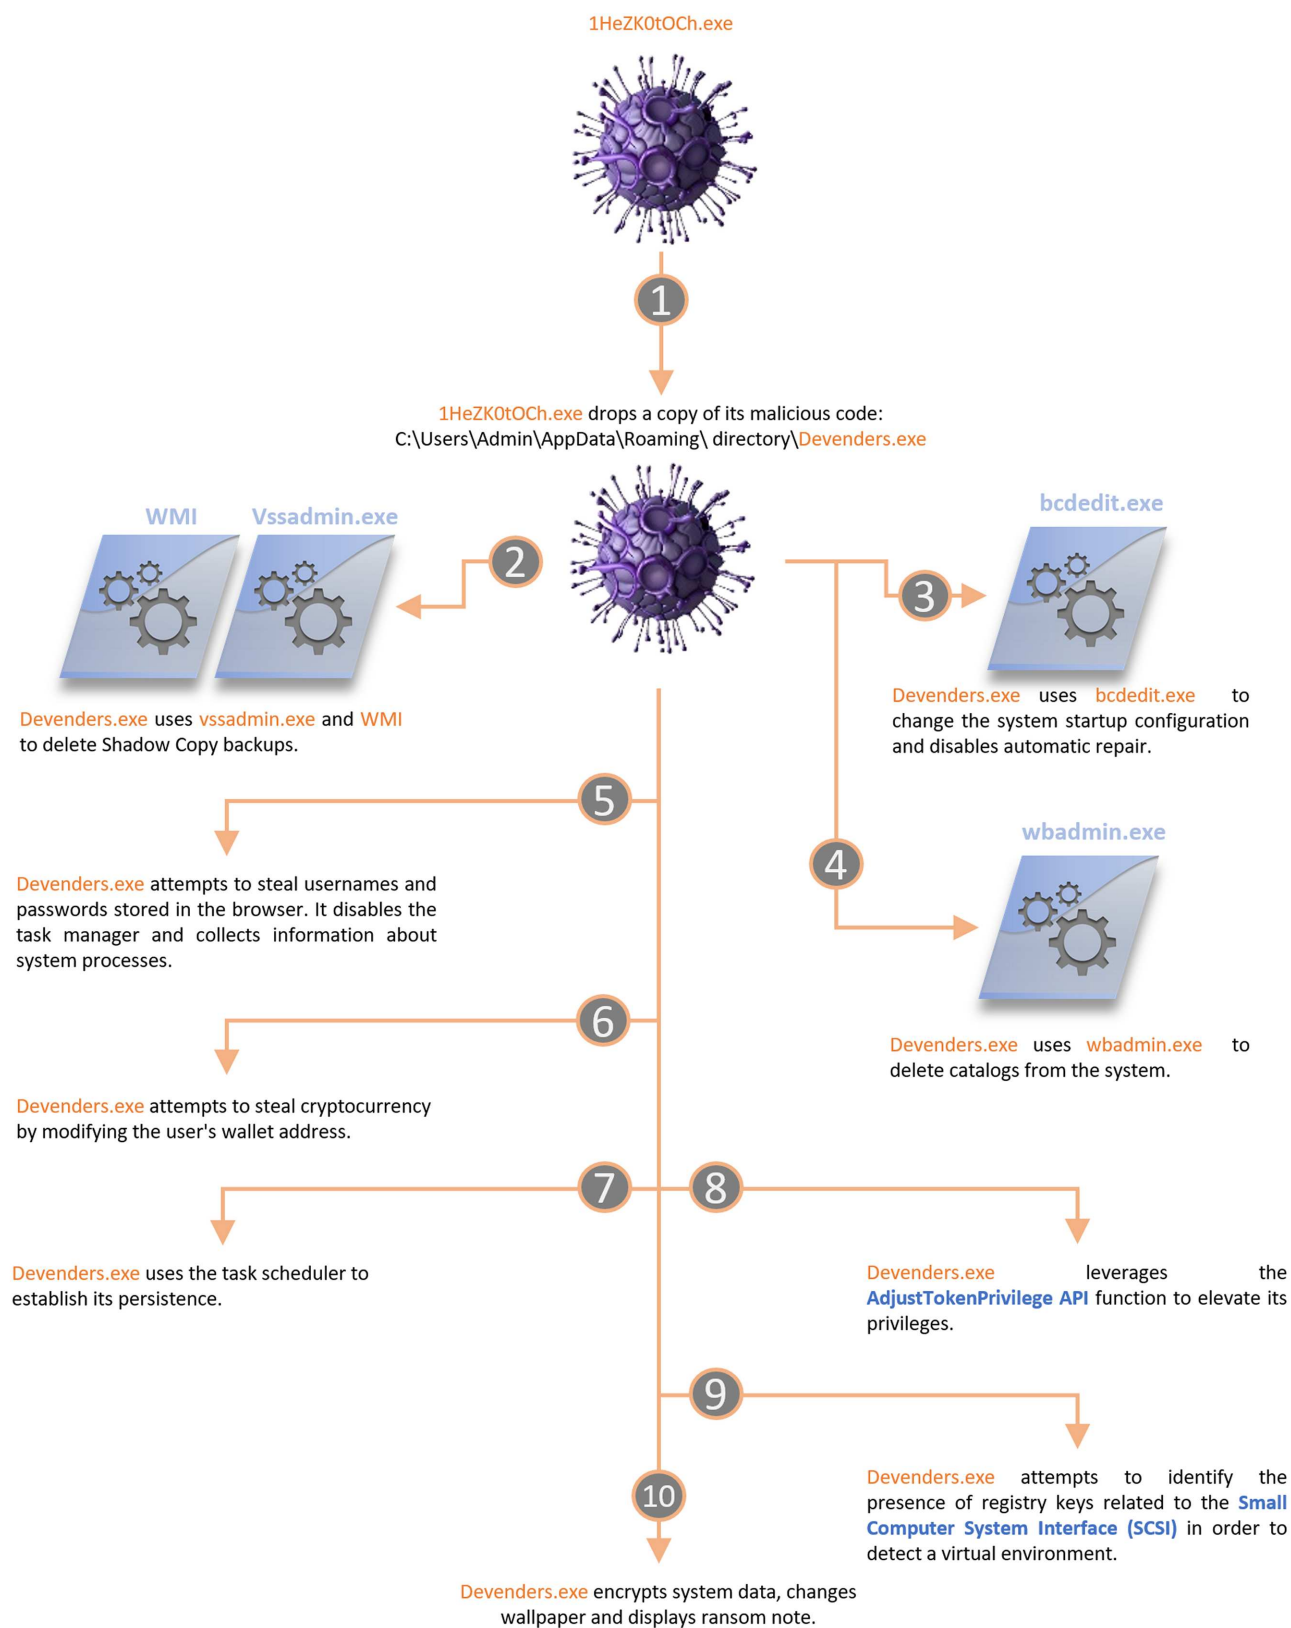 1HeZK0tOCh.exe
1
1HeZK0tOCh.exe drops a copy of its malicious code:
C:\Users\Admin\AppData\Roaming\ directory\Devenders.exe
WMI
Vssadmin.exe
2
Devenders.exe uses vssadmin.exe and WMI
to delete Shadow Copy backups.
bcdedit.exe
3
Devenders.exe uses bcdedit.exe to
change the system startup configuration
and disables automatic repair.
wbadmin.exe
4
Devenders.exe uses wbadmin.exe to
delete catalogs from the system.
5
Devenders.exe attempts to steal usernames and
passwords stored in the browser. It disables the
task manager and collects information about
system processes.
6
Devenders.exe attempts to steal cryptocurrency
by modifying the user's wallet address.
7
Devenders.exe uses the task scheduler to
establish its persistence.
8
Devenders.exe leverages the
AdjustTokenPrivilege API function to elevate its
privileges.
9
Devenders.exe attempts to identify the
presence of registry keys related to the Small
Computer System Interface (SCSI) in order to
detect a virtual environment.
10
Devenders.exe encrypts system data, changes
wallpaper and displays ransom note.